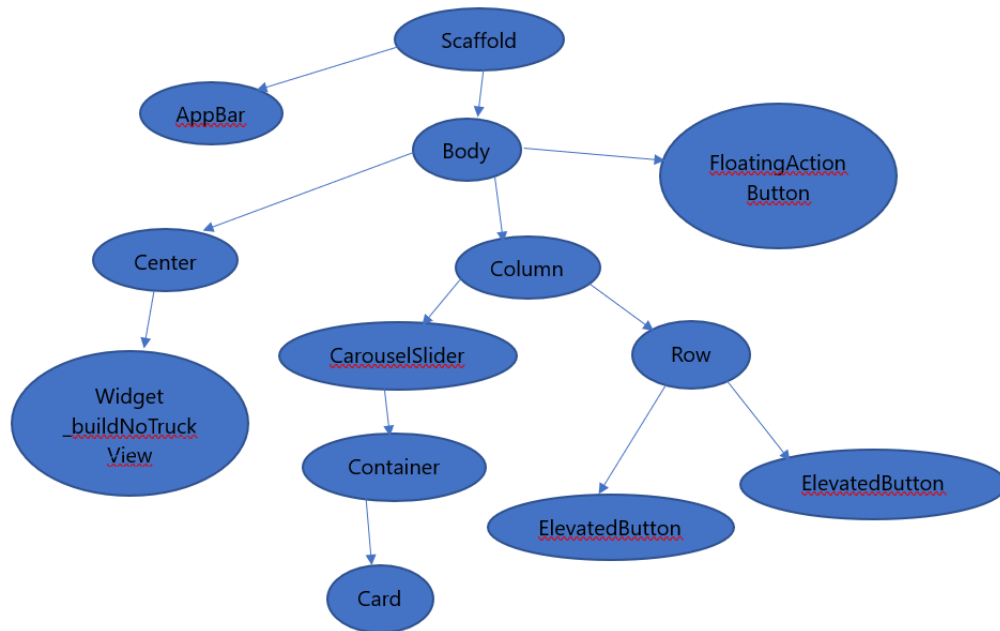 Scaffold
AppBar
Body
FloatingAction
Button
Center
Column
CarouselSlider
Row
Widget
_buildNoTruck
View
Container
ElevatedButton
ElevatedButton
Card